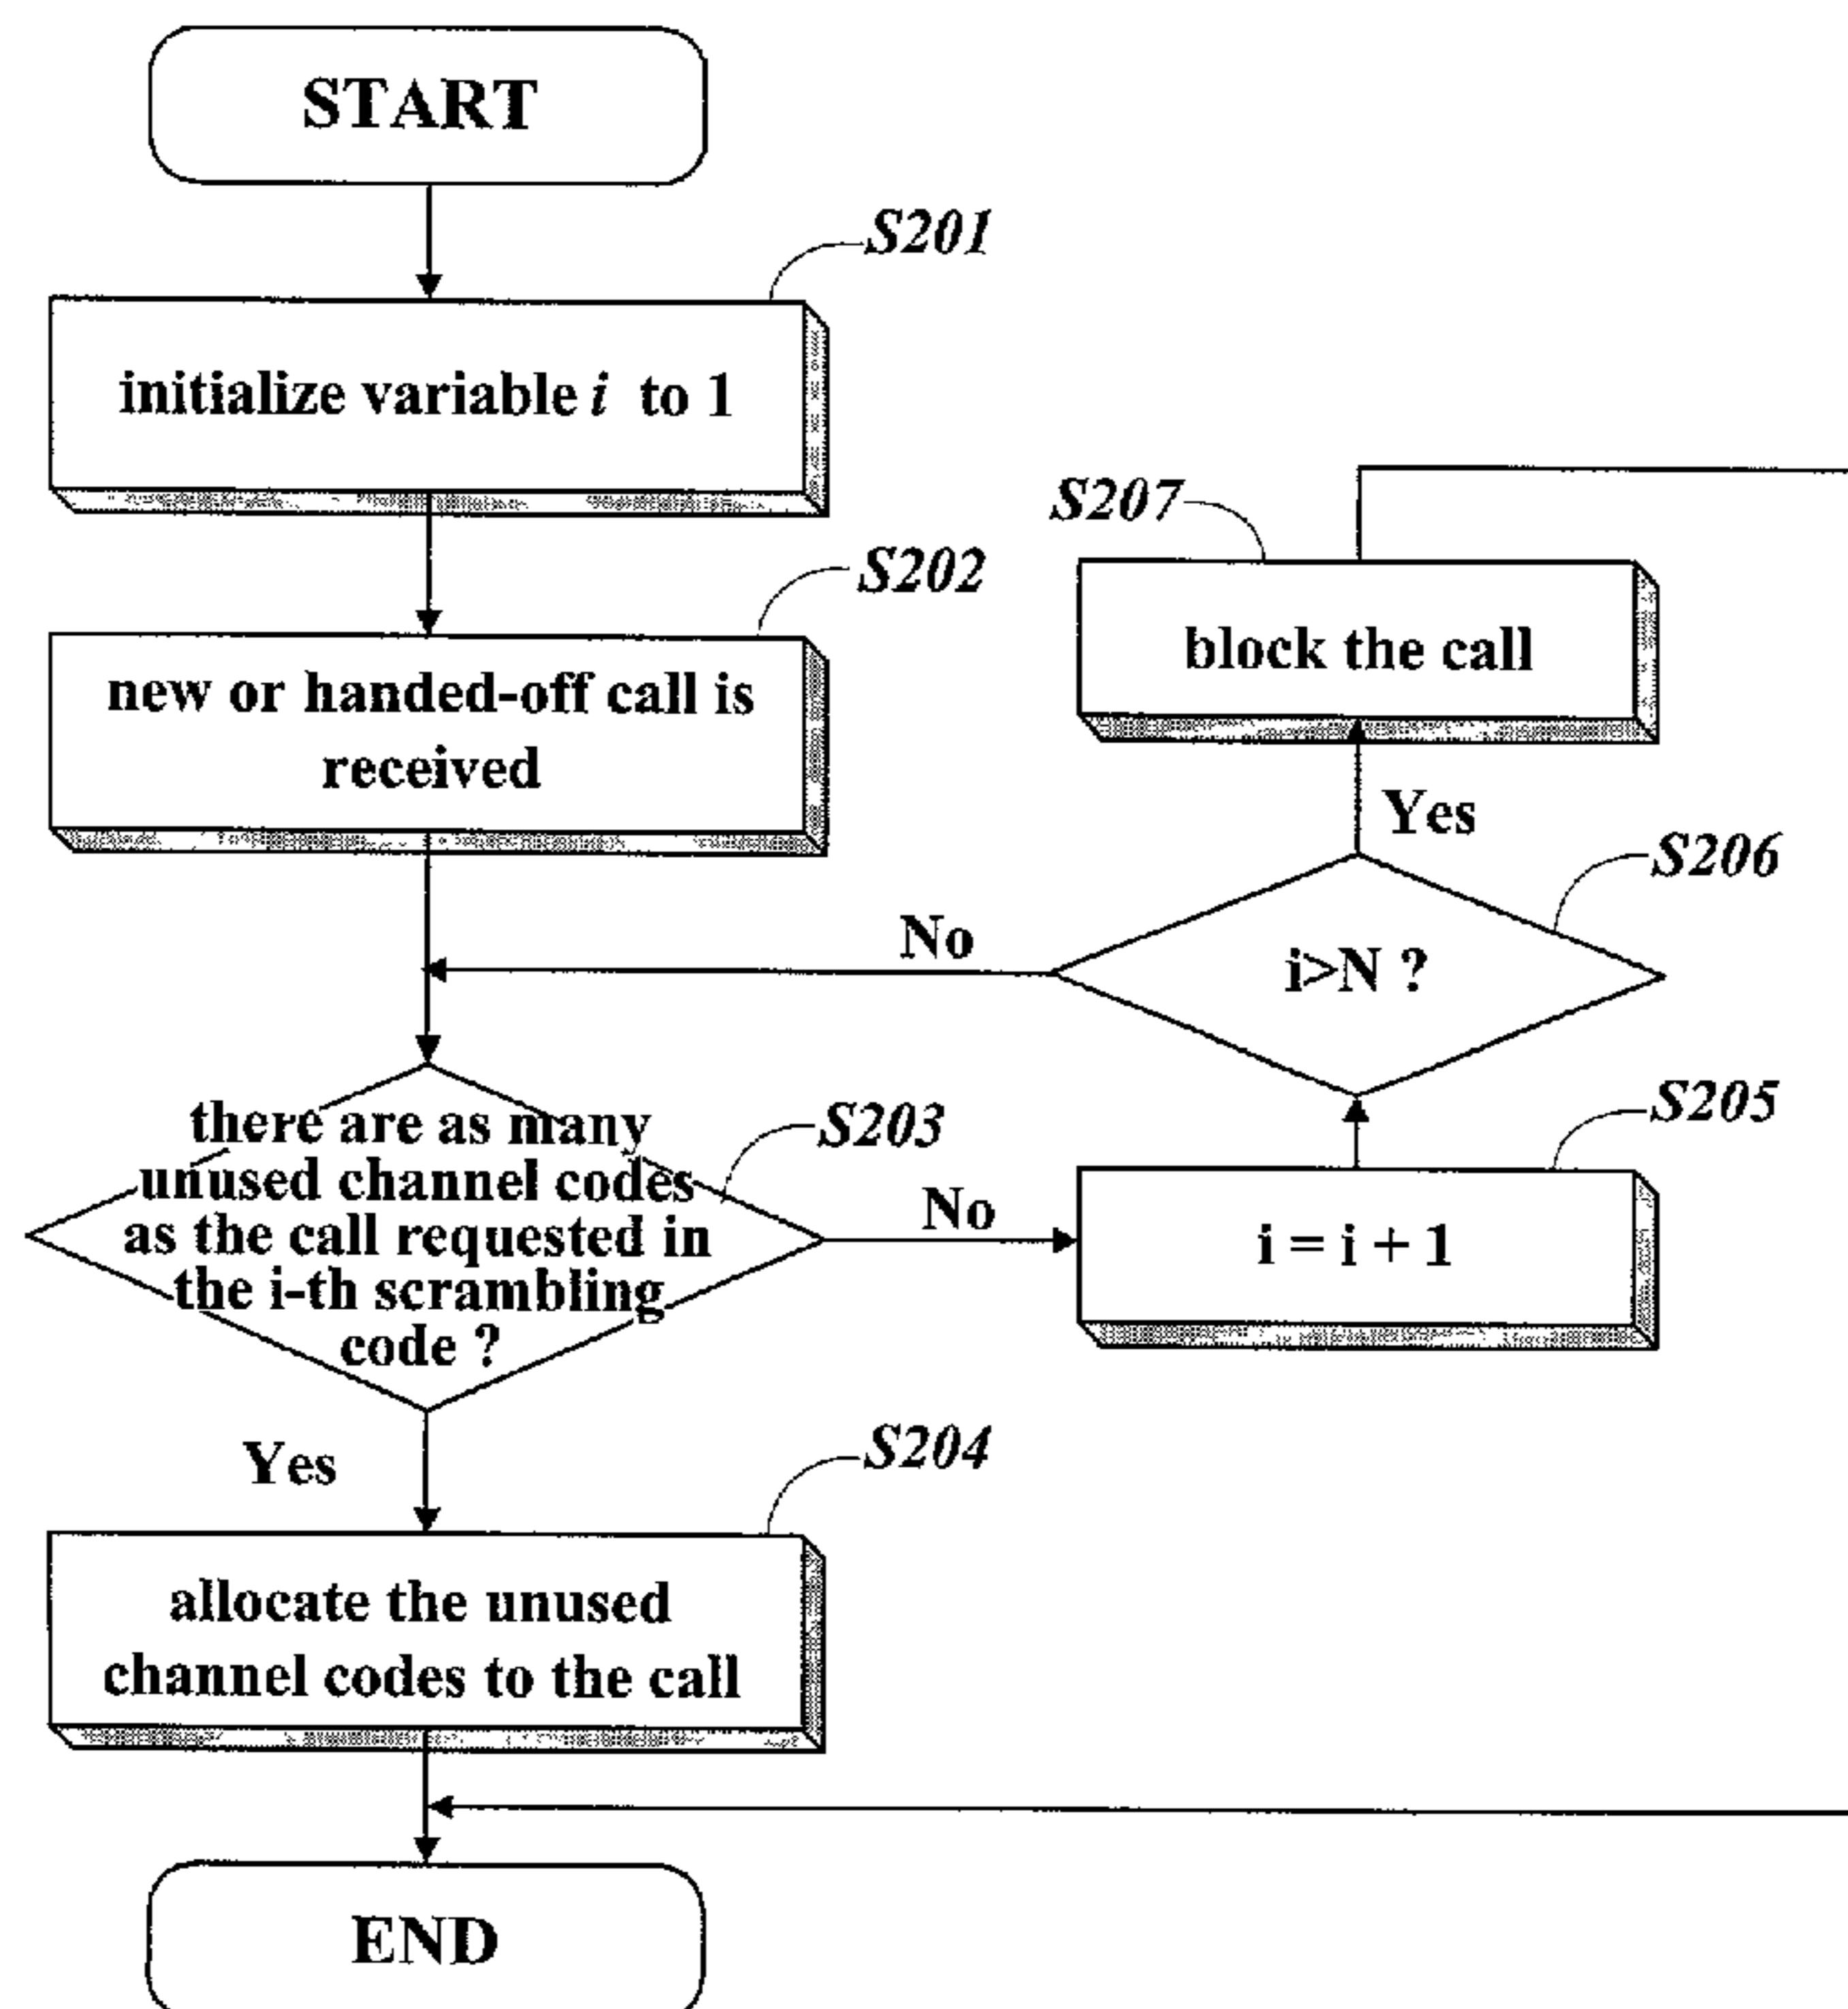 START
S201
initialize variable i to 1
S202
new or handed-off call is
received
S207
block the call
Yes
S206
No
i>N ?
S203
there are as many
unused channel codes
as the call requested in
the i-th scrambling
code ?
No
S205
i = i + 1
Yes
S204
allocate the unused
channel codes to the call
END